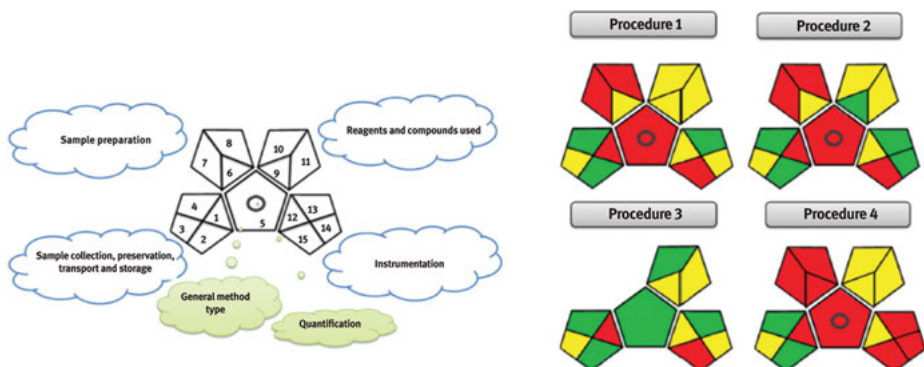 Procedure 1
Procedure 2
Sample preparation
Reagents and compounds used
8
10
7
11
6
9
4
13
1
12
3
5
14
2
15
Sample collection, preservation,
transport and storage
Instrumentation
General method
type
Quantification
Procedure 3
Procedure 4